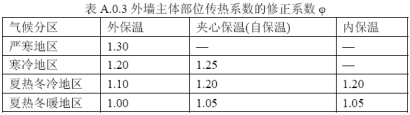 表 A.0.3 外墙主体部位传热系数的修正系数 φ
气候分区 外保温 夹心保温(自保温) 内保温
严寒地区 1.30 — —
寒冷地区 1.20 1.25 —
夏热冬冷地区 1.10 1.20 1.20
夏热冬暖地区 1.00 1.05 1.05